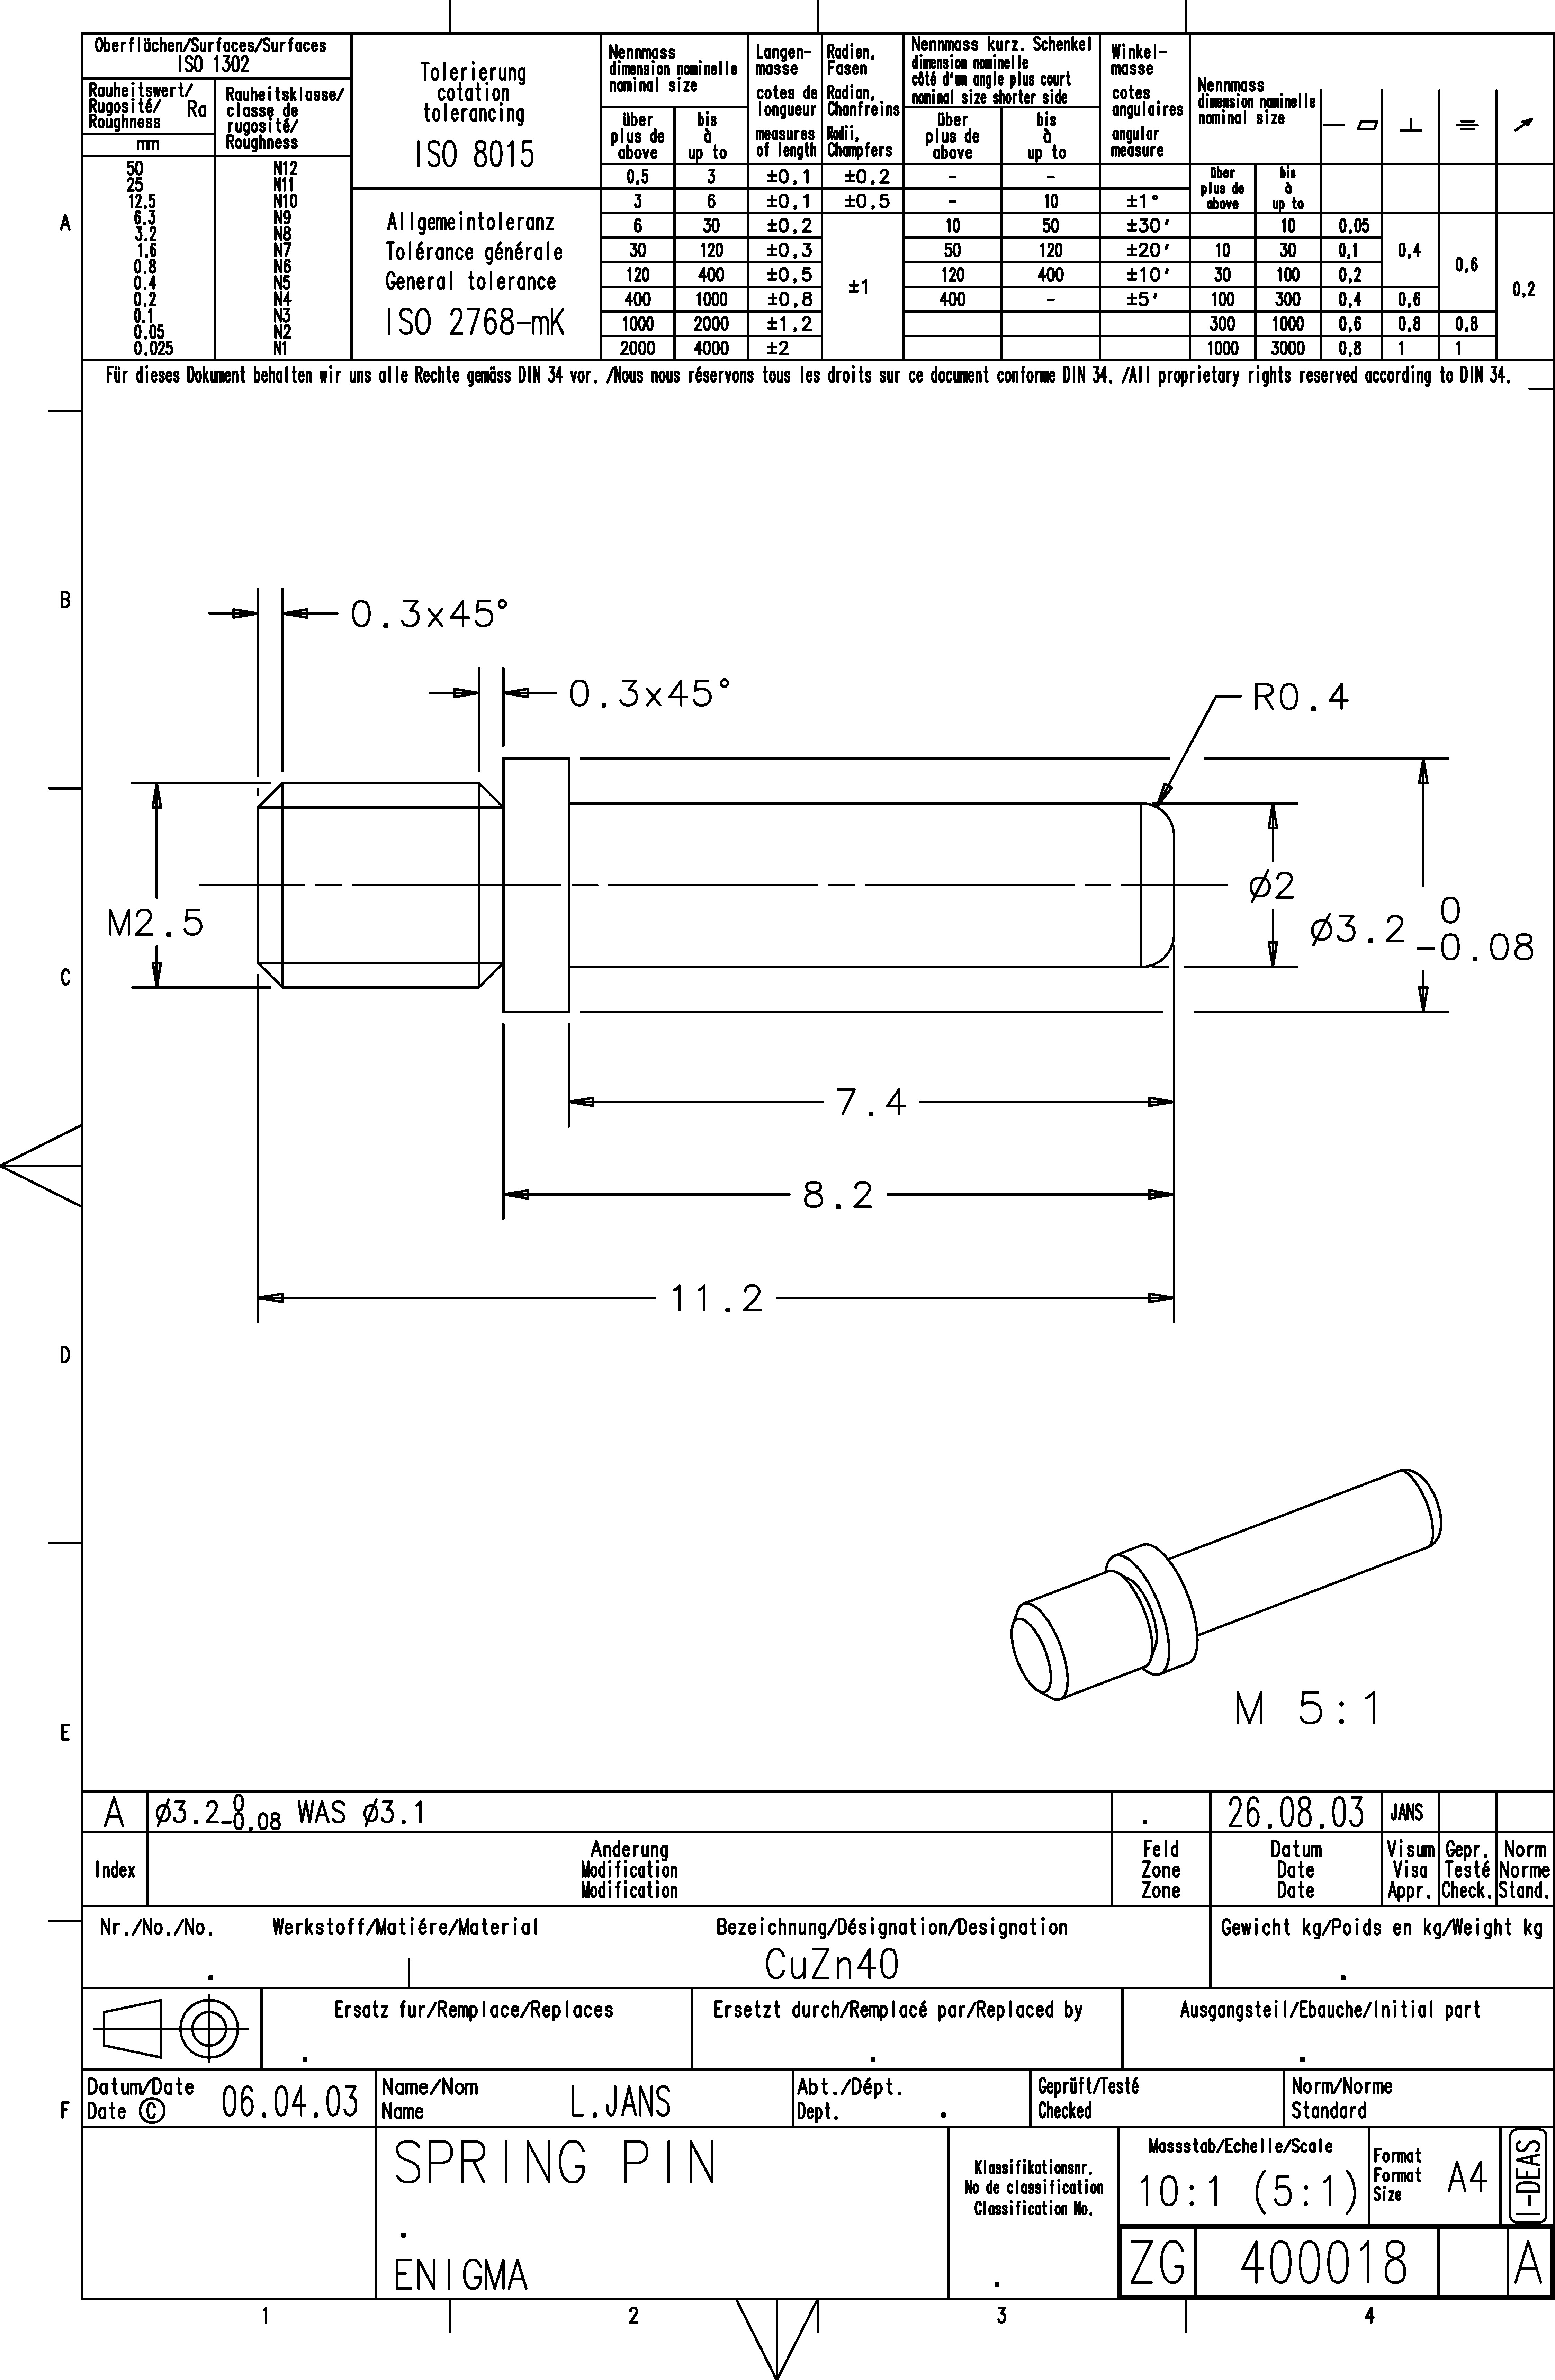 Oberflächen/Surfaces/Surfaces
ISO 1302
Rauheitswert/
Rugosité/ Ra
Roughness
mm
Rauheitsklasse/
classe de
rugosité/
Roughness
50 N12
25 N11
12.5 N10
6.3 N9
3.2 N8
1.6 N7
0.8 N6
0.4 N5
0.2 N4
0.1 N3
0.05 N2
0.025 N1
Tolerierung
cotation
tolerancing
ISO 8015
Allgemeintoleranz
Tolérance générale
General tolerance
ISO 2768-mK
Nennmass
dimension nominelle
nominal size
über
plus de
above
bis
à
up to
Langen-
masse
cotes de
longueur
measures
of length
Radien,
Fasen
Radian,
Chanfreins
Radii,
Champfers
Nennmass kurz. Schenkel
dimension nominelle
côté d'un angle plus court
nominal size shorter side
über
plus de
above
bis
à
up to
Winkel-
masse
cotes
angulaires
angular
measure
0,5 3 ±0,1 ±0,2 - -
3 6 ±0,1 ±0,5 - 10 ±1°
6 30 ±0,2 10 50 ±30'
30 120 ±0,3 50 120 ±20'
120 400 ±0,5 ±1 120 400 ±10'
400 1000 ±0,8 400 - ±5'
1000 2000 ±1,2
2000 4000 ±2
Nennmass
dimension nominelle
nominal size
über
plus de
above
bis
à
up to
10 0,05
10 30 0,1 0,4
30 100 0,2 0,6
100 300 0,4 0,6 0,2
300 1000 0,6 0,8 0,8
1000 3000 0,8 1 1
Für dieses Dokument behalten wir uns alle Rechte gemäss DIN 34 vor. /Nous nous réservons tous les droits sur ce document conforme DIN 34. /All proprietary rights reserved according to DIN 34.
A
B
C
D
E
F
0.3x45°
0.3x45°
R0.4
M2.5
ø2
ø3.2 0
-0.08
7.4
8.2
11.2
M 5:1
A ø3.2-0 0.08 WAS ø3.1 . 26.08.03 JANS
Index
Anderung
Modification
Modification
Feld
Zone
Zone
Datum
Date
Date
Visum
Visa
Appr.
Gepr.
Testé
Check.
Norm
Norme
Stand.
Nr./No./No. Werkstoff/Matiére/Material Bezeichnung/Désignation/Designation Gewicht kg/Poids en kg/Weight kg
. CuZn40 .
Ersatz fur/Remplace/Replaces Ersetzt durch/Remplacé par/Replaced by Ausgangsteil/Ebauche/Initial part
. . .
Datum/Date
Date © 06.04.03
Name/Nom
Name L.JANS
Abt./Dépt.
Dept. .
Geprüft/Testé
Checked
Norm/Norme
Standard
SPRING PIN
.
ENIGMA
Klassifikationsnr.
No de classification
Classification No.
.
Massstab/Echelle/Scale
10:1 (5:1)
Format
Format
Size
A4
I-DEAS
ZG 400018 A
1 2 3 4